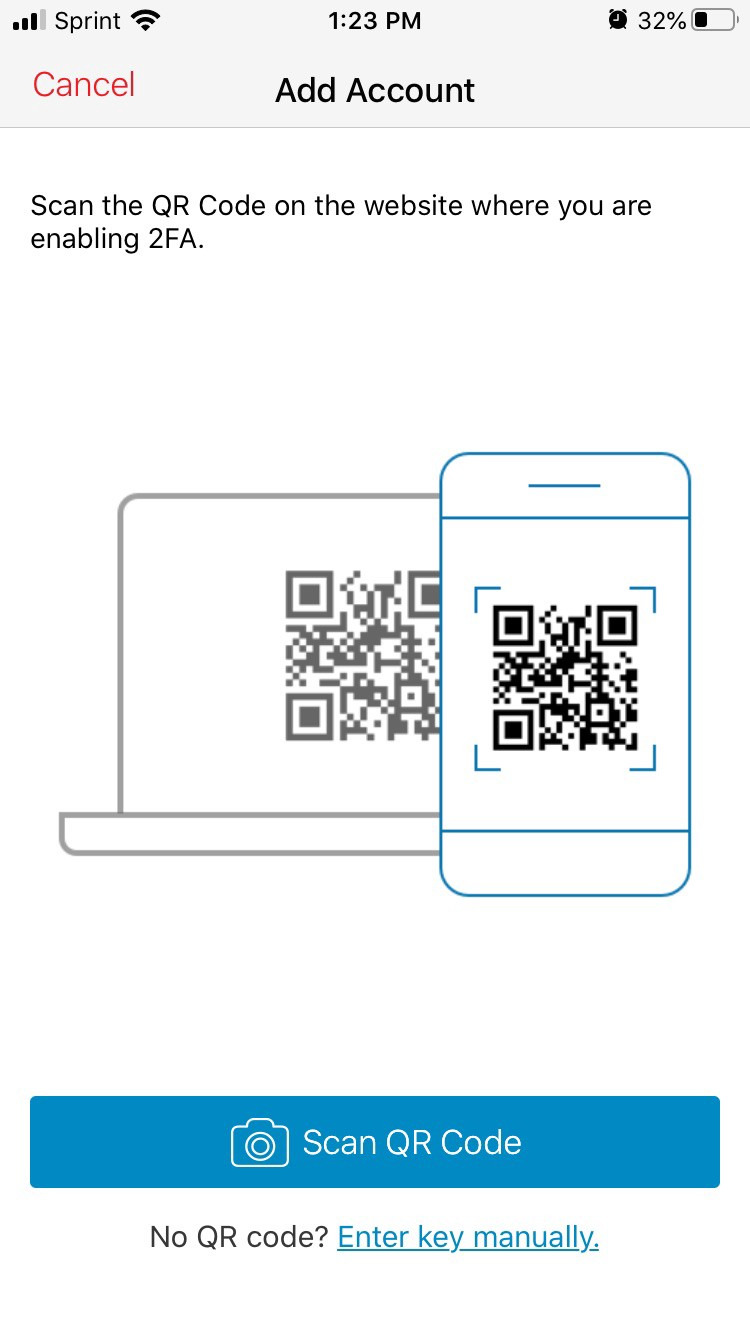 Sprint 1:23 PM 32%
Cancel Add Account
Scan the QR Code on the website where you are
enabling 2FA.
Scan QR Code
No QR code? Enter key manually.